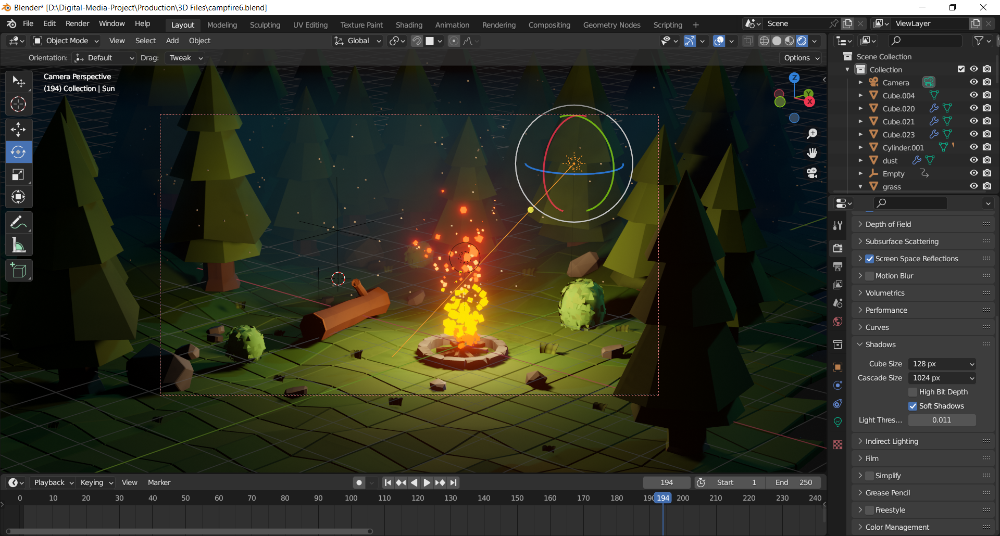 Blender* [D:\Digital-Media-Project\Production\3D Files\campfire6.blend]
File Edit Render Window Help Layout Modeling Sculpting UV Editing Texture Paint Shading Animation Rendering Compositing Geometry Nodes Scripting + Scene ViewLayer
Object Mode View Select Add Object Global
Orientation: Default Drag: Tweak Options
Camera Perspective
(194) Collection | Sun
Z
Y
X
Scene Collection
Collection
Camera
Cube.004
Cube.020
Cube.021
Cube.023
Cylinder.001
dust
Empty
grass
Depth of Field
Subsurface Scattering
Screen Space Reflections
Motion Blur
Volumetrics
Performance
Curves
Shadows
Cube Size 128 px
Cascade Size 1024 px
High Bit Depth
Soft Shadows
Light Thres... 0.011
Indirect Lighting
Film
Simplify
Grease Pencil
Freestyle
Color Management
Playback Keying View Marker 194 Start 1 End 250
0 10 20 30 40 50 60 70 80 90 100 110 120 130 140 150 160 170 180 190 194 200 210 220 230 240